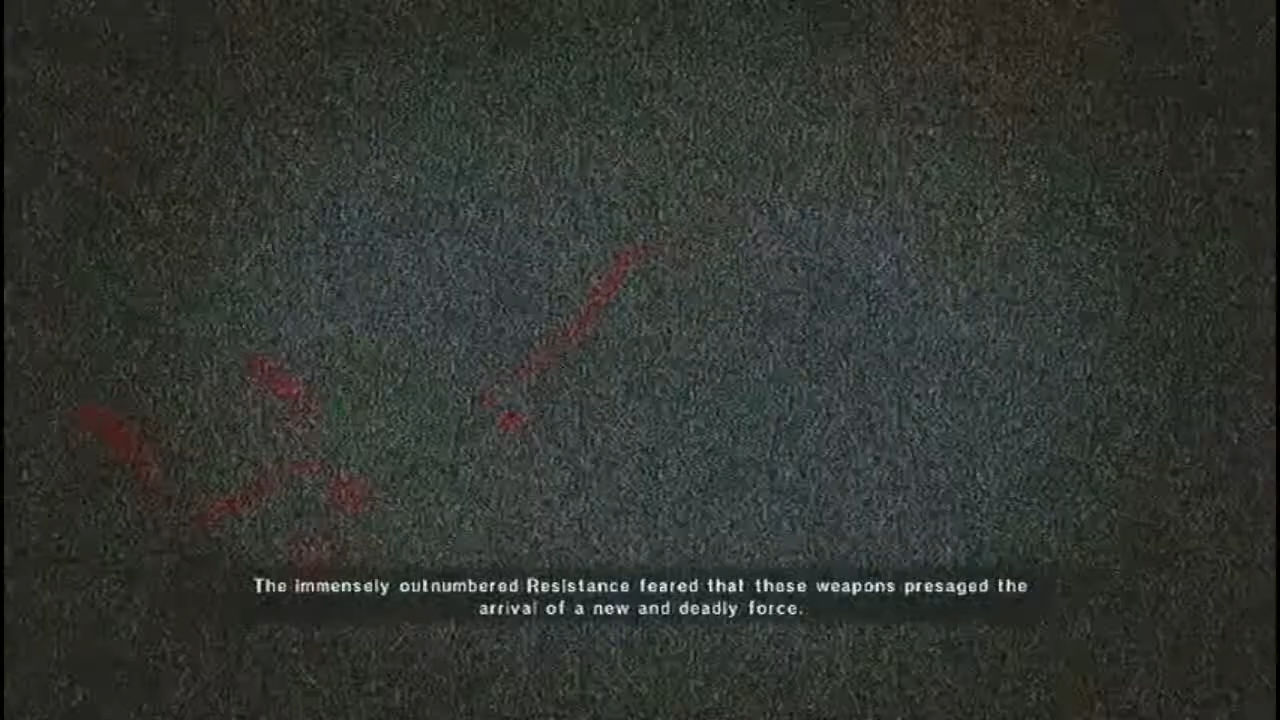 The immensely outnumbered Resistance feared that these weapons presaged the
arrival of a new and deadly force.